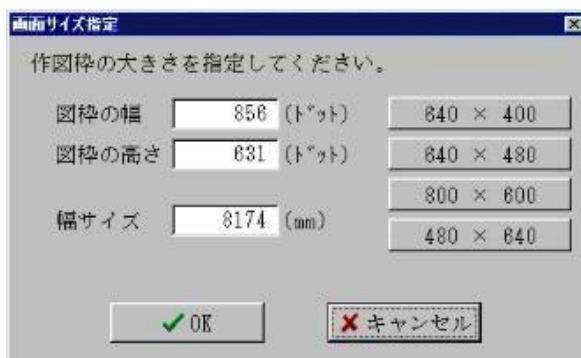 画面サイズ指定
作図枠の大きさを指定してください。
図枠の幅 856 (ﾄﾞｯﾄ) 640 × 400
図枠の高さ 631 (ﾄﾞｯﾄ) 640 × 480
800 × 600
幅サイズ 8174 (mm) 480 × 640
OK キャンセル